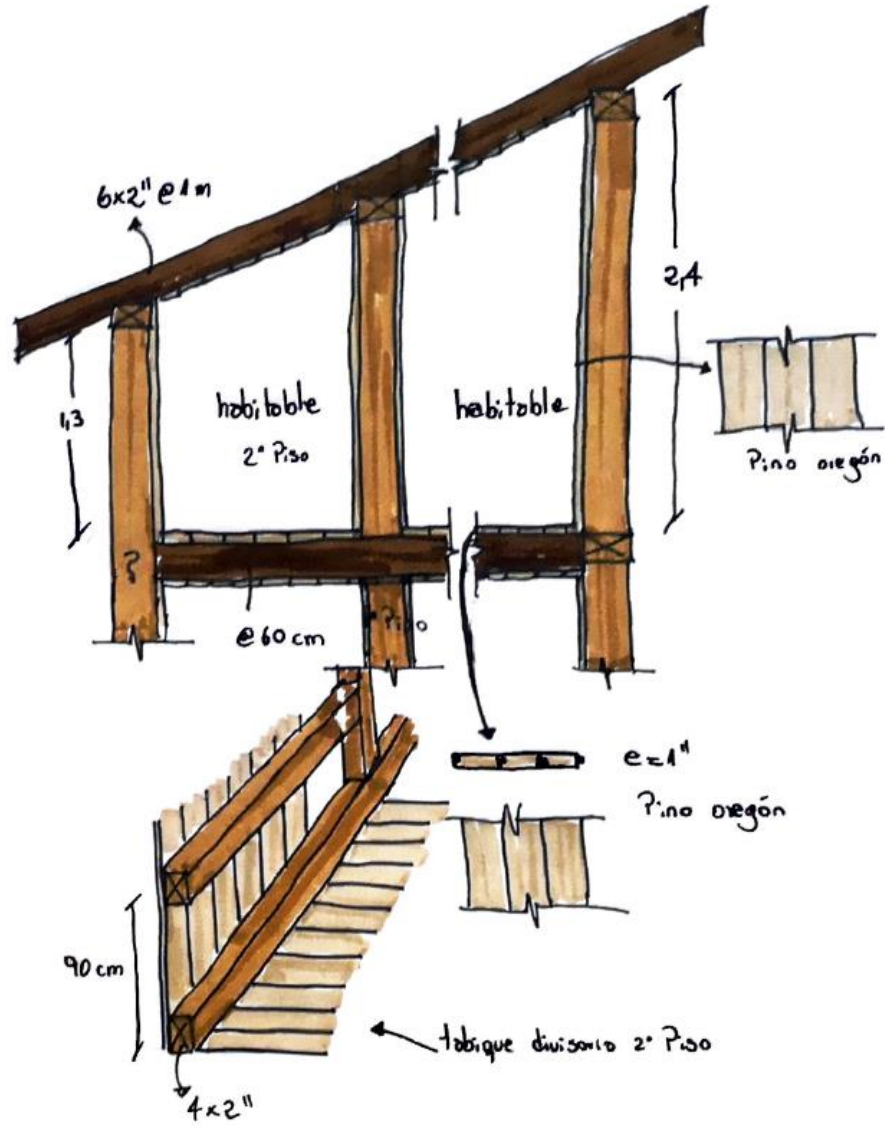 6x2" @ 1m
2,4
1,3
habitable
2° Piso
habitable
Pino oregón
?
@ 60 cm
Piso
e=1"
Pino oregón
90 cm
tabique divisorio 2° Piso
4x2"